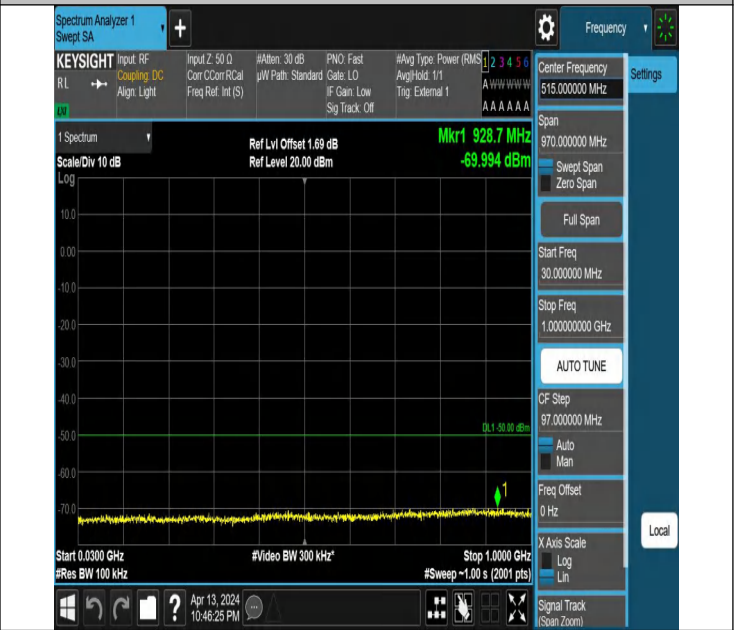 Spectrum Analyzer 1
Swept SA
+
Frequency
KEYSIGHT
RL
Input: RF
Coupling: DC
Align: Light
Input Z: 50 Ω
Corr CCorr RCal
Freq Ref: Int (S)
#Atten: 30 dB
µW Path: Standard
PNO: Fast
Gate: LO
IF Gain: Low
Sig Track: Off
#Avg Type: Power (RMS
Avg|Hold: 1/1
Trig: External 1
1 2 3 4 5 6
A W W W W W
A A A A A A
1 Spectrum
Scale/Div 10 dB
Log
Ref Lvl Offset 1.69 dB
Ref Level 20.00 dBm
Mkr1 928.7 MHz
-69.994 dBm
10.0
0.00
-10.0
-20.0
-30.0
-40.0
-50.0
-60.0
-70.0
DL1 -50.00 dBm
1
Start 0.0300 GHz
#Res BW 100 kHz
#Video BW 300 kHz*
Stop 1.0000 GHz
#Sweep ~1.00 s (2001 pts)
?
Apr 13, 2024
10:46:25 PM
Center Frequency
515.000000 MHz
Settings
Span
970.000000 MHz
Swept Span
Zero Span
Full Span
Start Freq
30.000000 MHz
Stop Freq
1.000000000 GHz
AUTO TUNE
CF Step
97.000000 MHz
Auto
Man
Freq Offset
0 Hz
Local
X Axis Scale
Log
Lin
Signal Track
(Span Zoom)